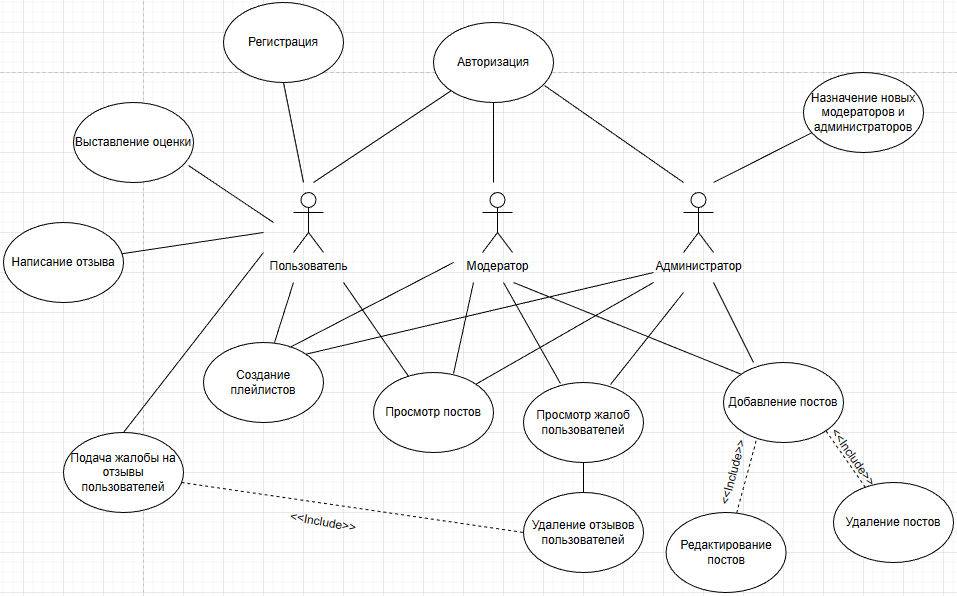 Регистрация
Авторизация
Назначение новых
модераторов и
администраторов
Выставление оценки
Написание отзыва
Пользователь
Модератор
Администратор
Создание
плейлистов
Просмотр постов
Просмотр жалоб
пользователей
Добавление постов
Подача жалобы на
отзывы
пользователей
<<Include>>
<<Include>>
<<Include>>
Удаление отзывов
пользователей
Редактирование
постов
Удаление постов